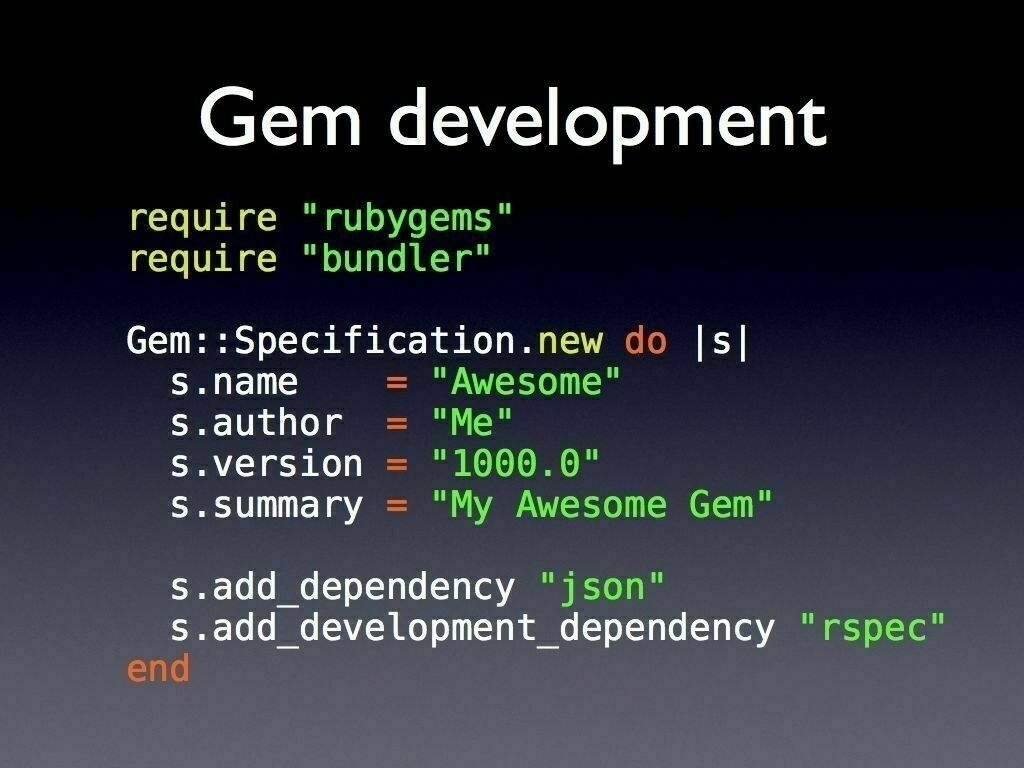 Gem development
require "rubygems"
require "bundler"
Gem::Specification.new do |s|
  s.name    = "Awesome"
  s.author  = "Me"
  s.version = "1000.0"
  s.summary = "My Awesome Gem"
  s.add_dependency "json"
  s.add_development_dependency "rspec"
end